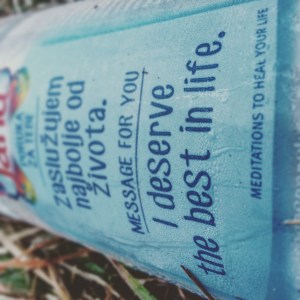 zaslužujem
najbolje od
života.
MESSAGE FOR YOU
I deserve
the best in life.
MEDITATIONS TO HEAL YOUR LIFE